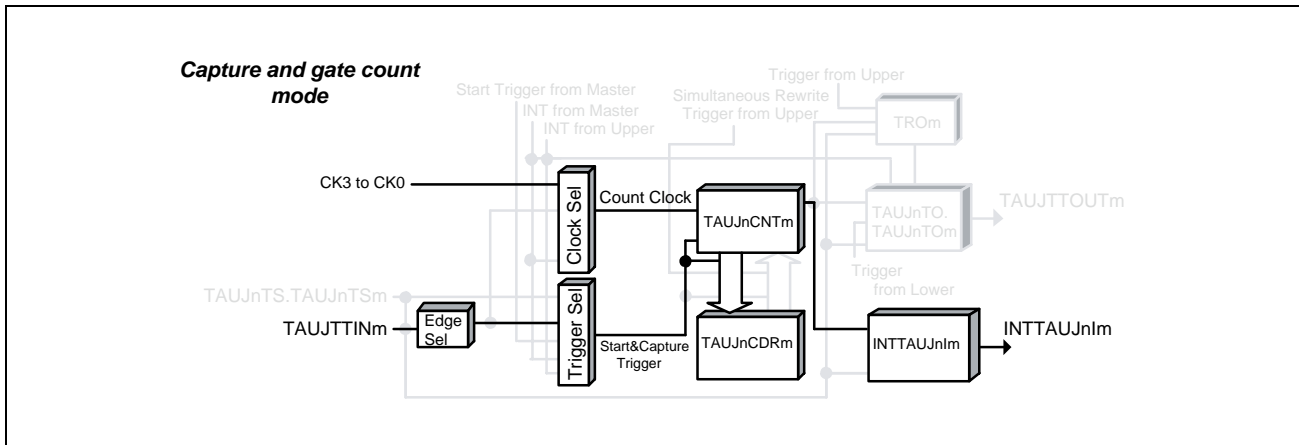 Capture and gate count
mode
Start Trigger from Master
INT from Master
INT from Upper
Simultaneous Rewrite
Trigger from Upper
Trigger from Upper
TROm
CK3 to CK0
Clock Sel
Count Clock
TAUJnCNTm
TAUJnTO.
TAUJnTOm
TAUJTTOUTm
Trigger
from Lower
TAUJnTS.TAUJnTSm
TAUJTTINm
Edge
Sel
Trigger Sel
Start&Capture
Trigger
TAUJnCDRm
INTTAUJnIm
INTTAUJnIm